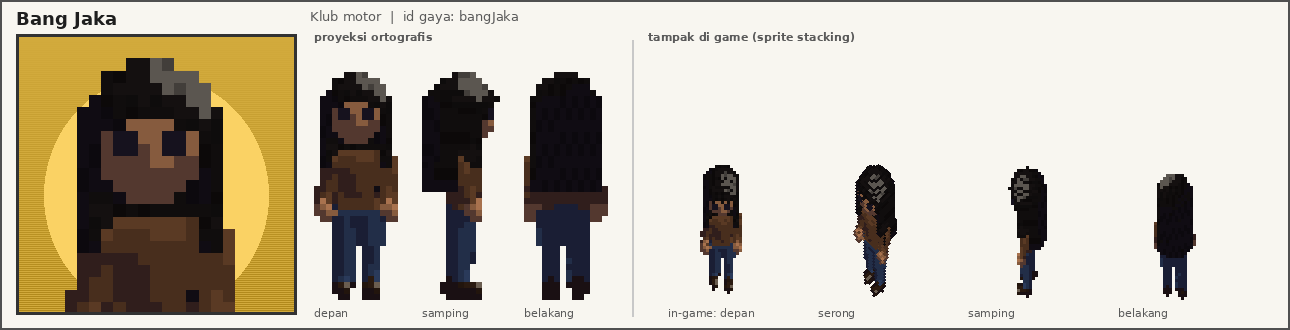 Bang Jaka
Klub motor | id gaya: bangJaka
proyeksi ortografis
tampak di game (sprite stacking)
depan
samping
belakang
in-game: depan
serong
samping
belakang